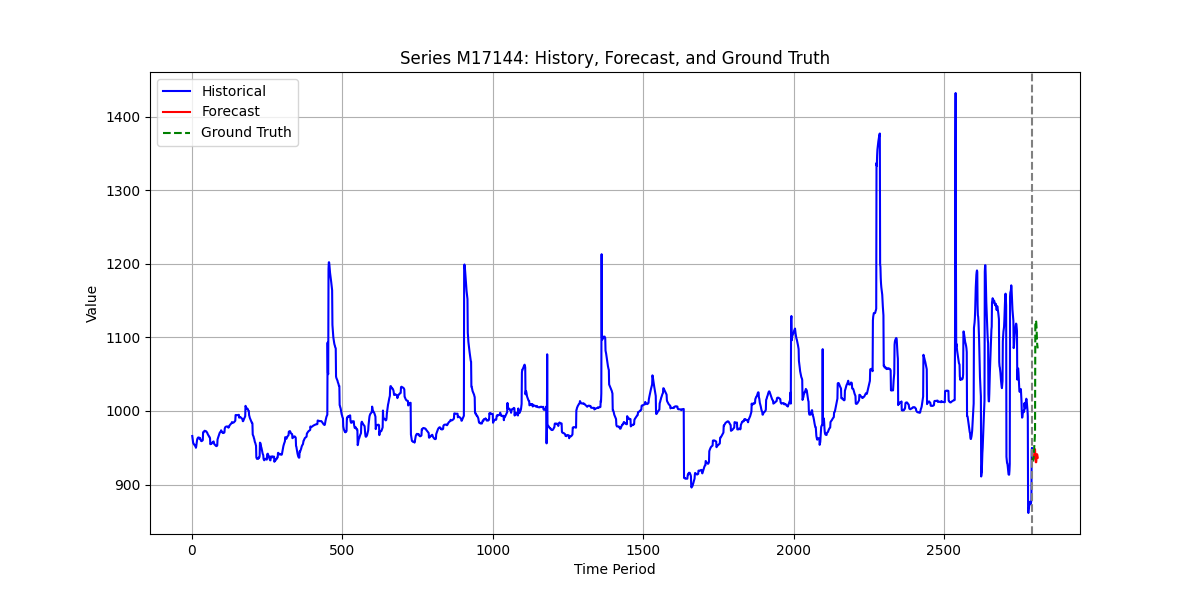 Series M17144: History, Forecast, and Ground Truth
Historical
Forecast
Ground Truth
1400
1300
1200
1100
1000
900
Value
0 500 1000 1500 2000 2500
Time Period